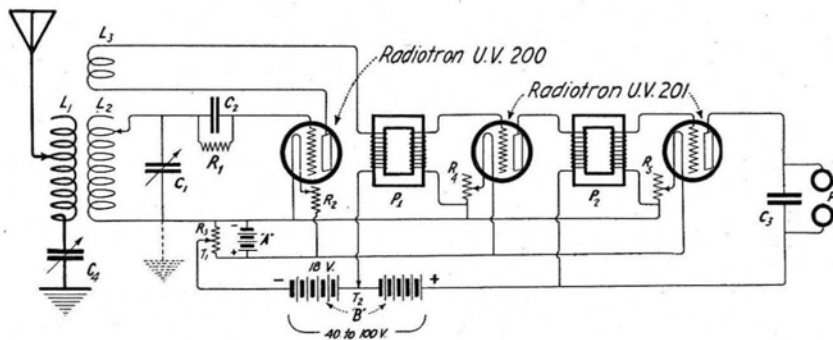 L3
Radiotron U.V. 200
Radiotron U.V. 201
L1 L2
C2
R1
C1
R2
P1
R4
P2
R5
C3
P
R3
"A"
- +
T1
C4
18 V.
- +
T2
"B"
40 to 100 V.